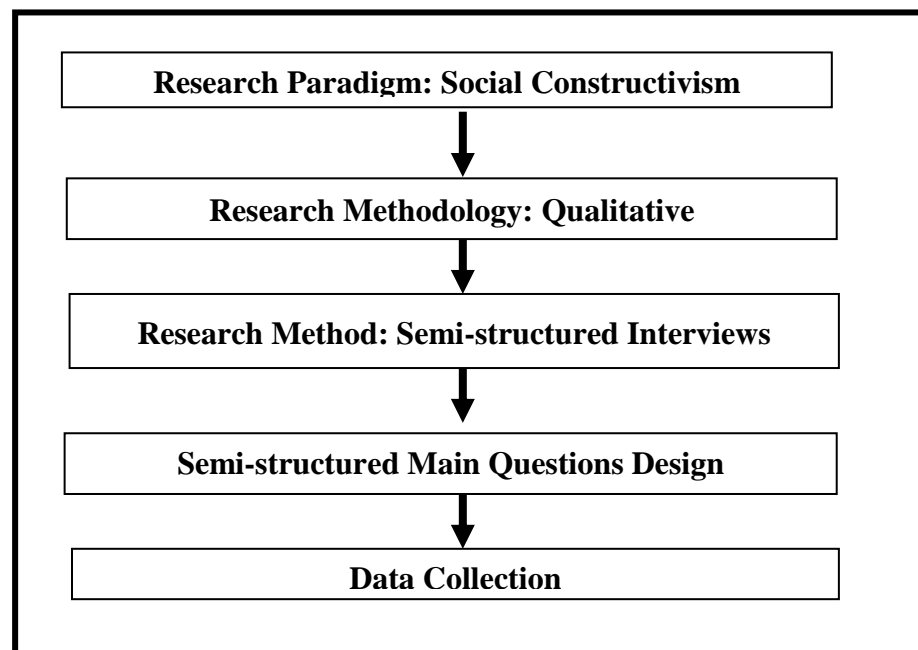 Research Paradigm: Social Constructivism
Research Methodology: Qualitative
Research Method: Semi-structured Interviews
Semi-structured Main Questions Design
Data Collection